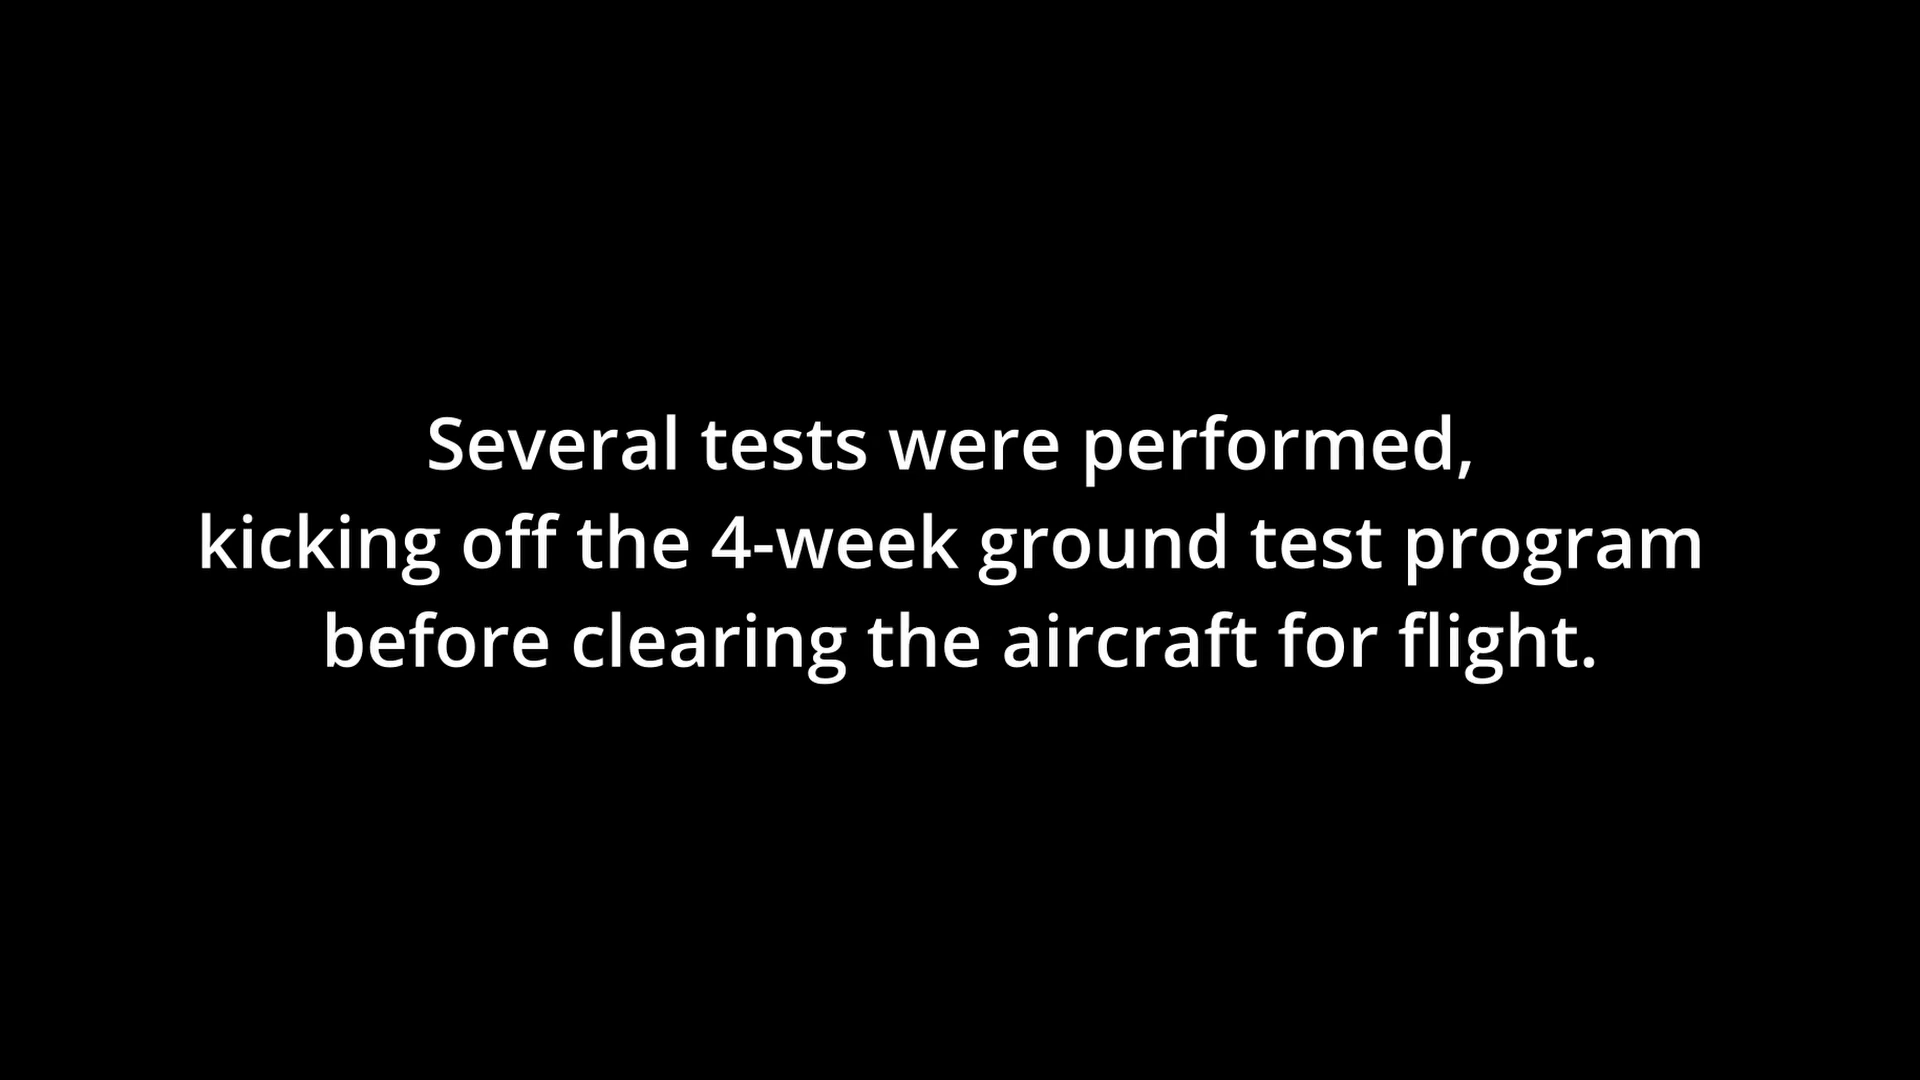 Several tests were performed,
kicking off the 4-week ground test program
before clearing the aircraft for flight.